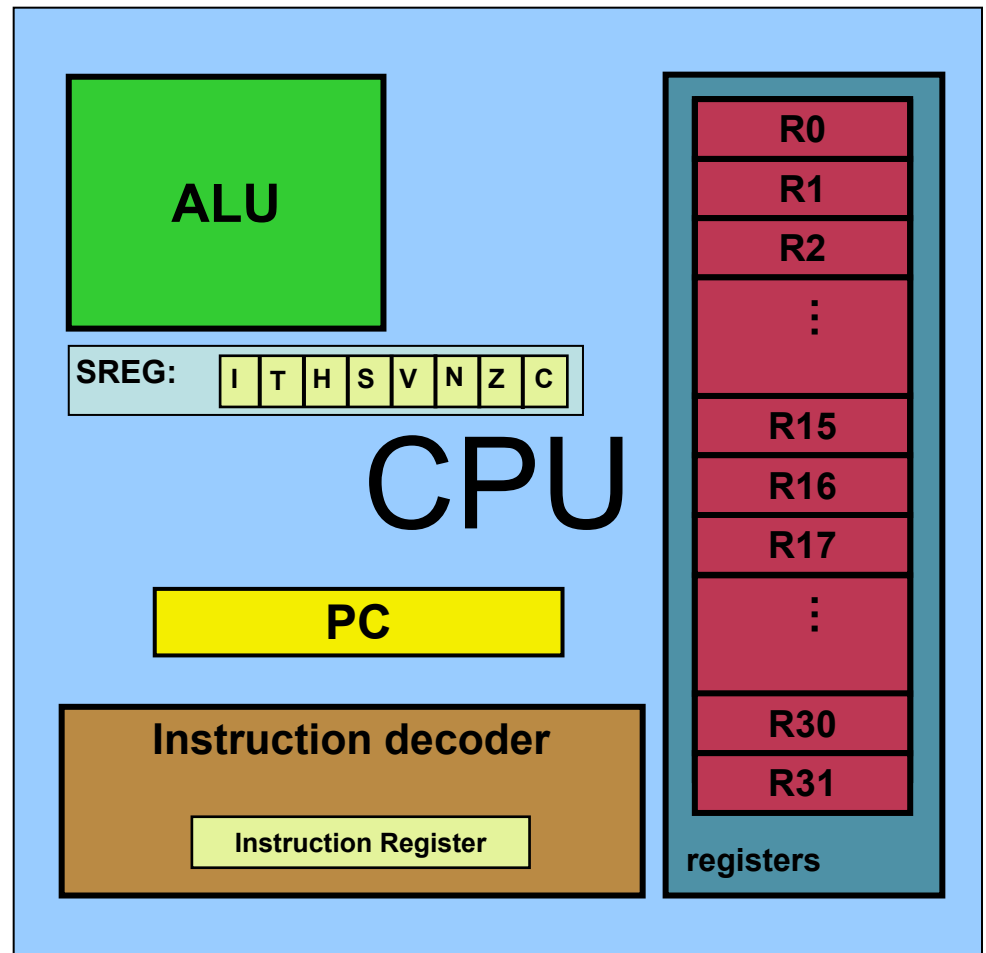 ALU
SREG: I T H S V N Z C
CPU
PC
Instruction decoder
Instruction Register
R0
R1
R2
⋮
R15
R16
R17
⋮
R30
R31
registers